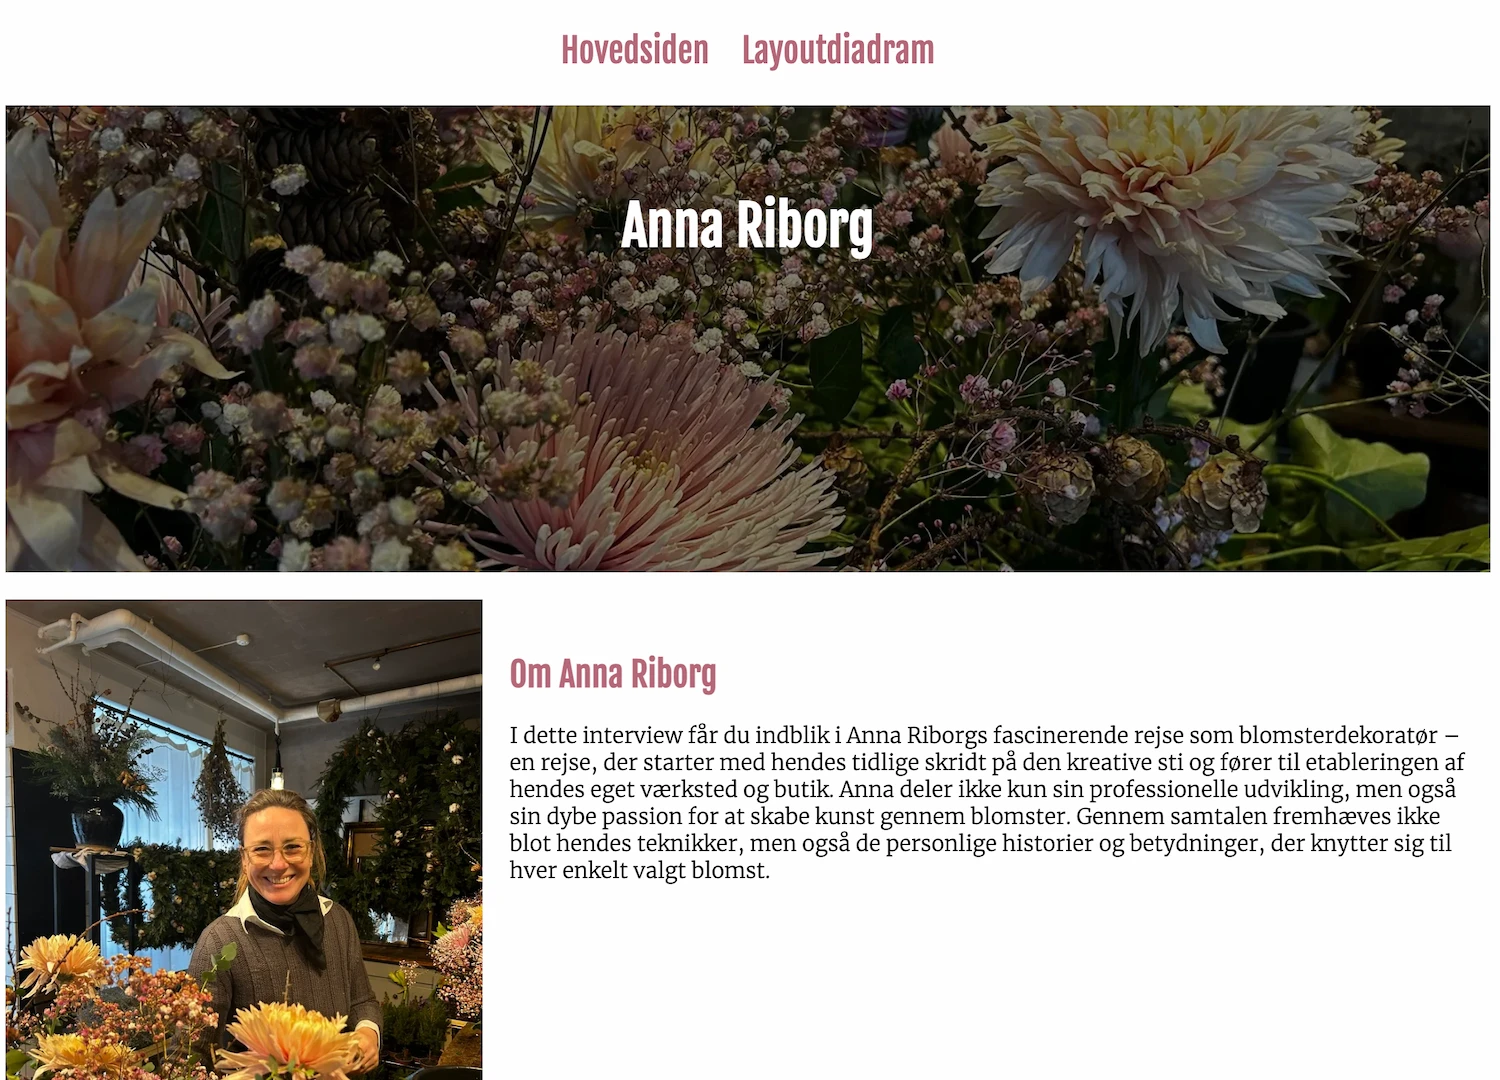 Hovedsiden Layoutdiadram
Anna Riborg
Om Anna Riborg
I dette interview får du indblik i Anna Riborgs fascinerende rejse som blomsterdekoratør –
en rejse, der starter med hendes tidlige skridt på den kreative sti og fører til etableringen af
hendes eget værksted og butik. Anna deler ikke kun sin professionelle udvikling, men også
sin dybe passion for at skabe kunst gennem blomster. Gennem samtalen fremhæves ikke
blot hendes teknikker, men også de personlige historier og betydninger, der knytter sig til
hver enkelt valgt blomst.